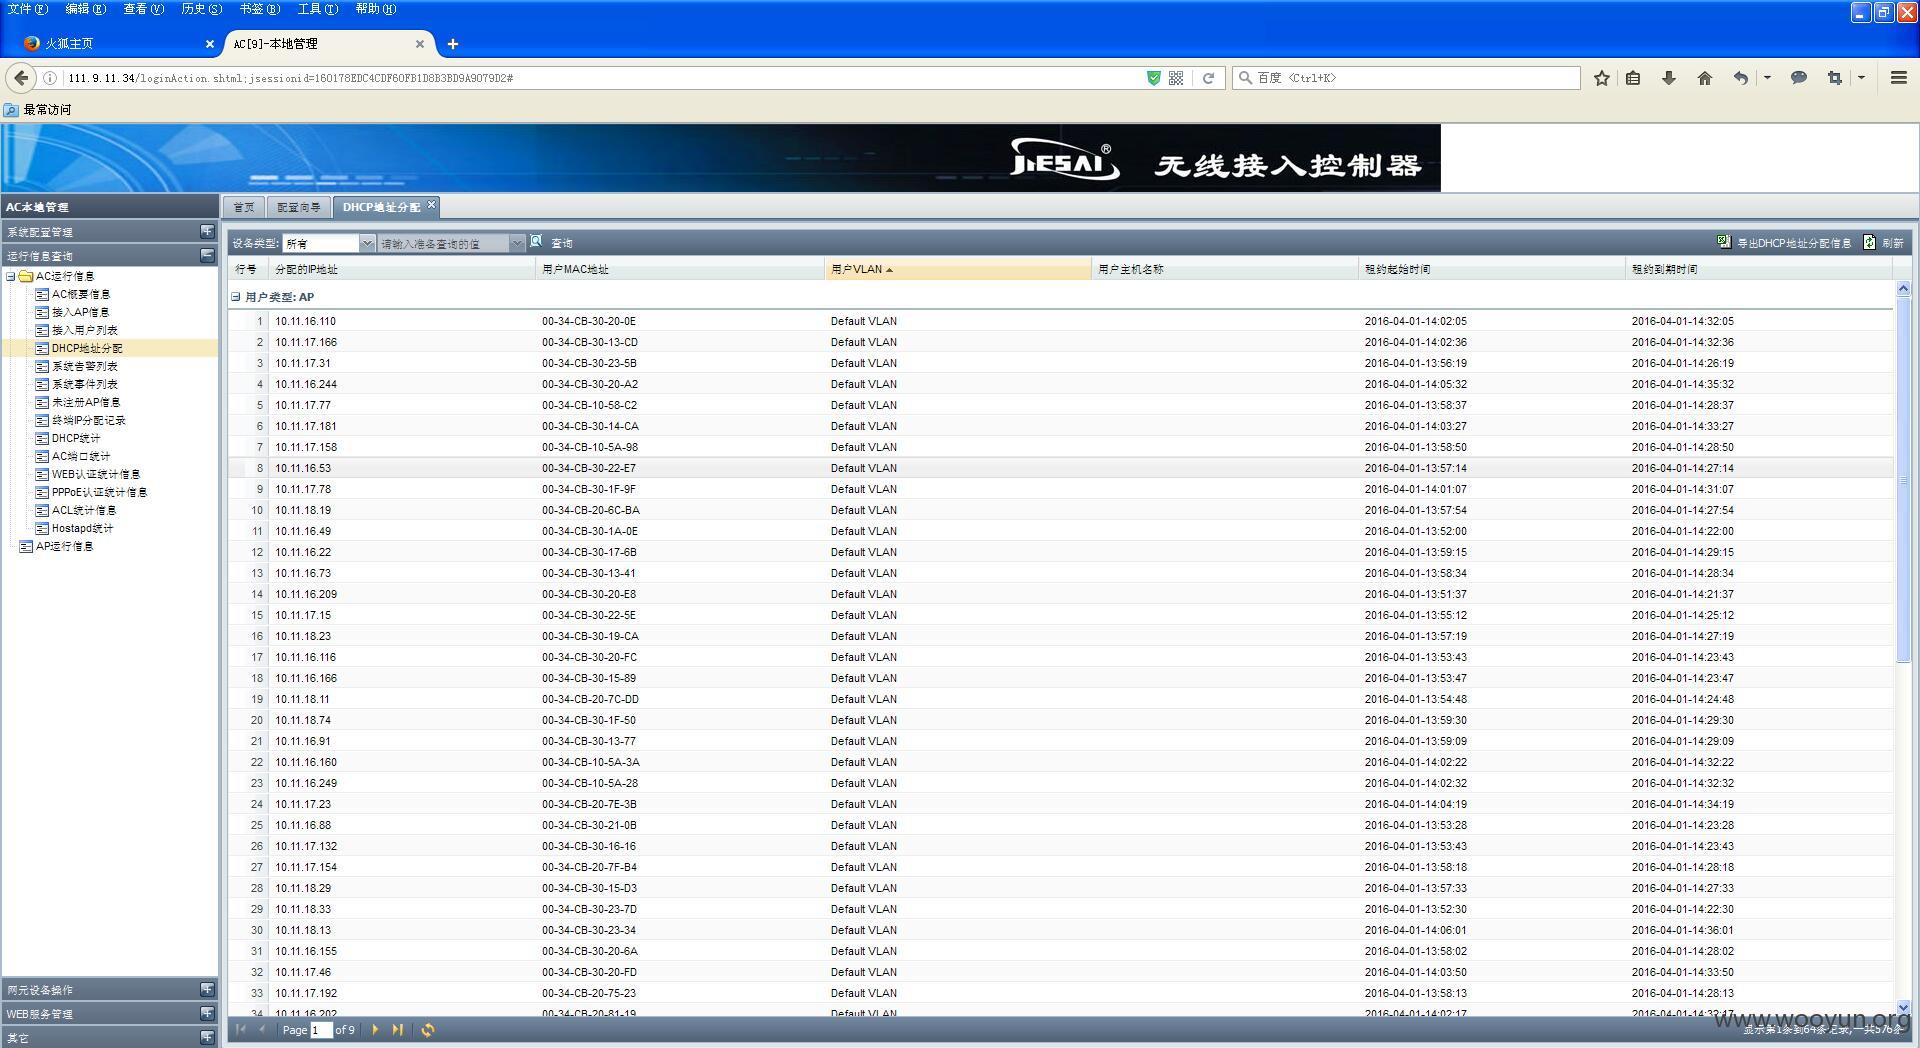 文件(F) 编辑(E) 查看(V) 历史(S) 书签(B) 工具(T) 帮助(H)
火狐主页 × AC[9]-本地管理 × +
111.9.11.34/loginAction.shtml;jsessionid=160178EDC4CDF60FB1D8B3BD9A9079D2# 百度 <Ctrl+K>
最常访问
JIESAI® 无线接入控制器
AC本地管理 首页 配置向导 DHCP地址分配
系统配置管理
运行信息查询
AC运行信息
AC概要信息
接入AP信息
接入用户列表
DHCP地址分配
系统告警列表
系统事件列表
未注册AP信息
终端IP分配记录
DHCP统计
AC端口统计
WEB认证统计信息
PPPoE认证统计信息
ACL统计信息
Hostapd统计
AP运行信息
网元设备操作
WEB服务管理
其它
设备类型: 所有 请输入准备查询的值 查询 导出DHCP地址分配信息 刷新
行号 分配的IP地址 用户MAC地址 用户VLAN 用户主机名称 租约起始时间 租约到期时间
用户类型: AP
1 10.11.16.110 00-34-CB-30-20-0E Default VLAN 2016-04-01-14:02:05 2016-04-01-14:32:05
2 10.11.17.166 00-34-CB-30-13-CD Default VLAN 2016-04-01-14:02:36 2016-04-01-14:32:36
3 10.11.17.31 00-34-CB-30-23-5B Default VLAN 2016-04-01-13:56:19 2016-04-01-14:26:19
4 10.11.16.244 00-34-CB-30-20-A2 Default VLAN 2016-04-01-14:05:32 2016-04-01-14:35:32
5 10.11.17.77 00-34-CB-10-58-C2 Default VLAN 2016-04-01-13:58:37 2016-04-01-14:28:37
6 10.11.17.181 00-34-CB-30-14-CA Default VLAN 2016-04-01-14:03:27 2016-04-01-14:33:27
7 10.11.17.158 00-34-CB-10-5A-98 Default VLAN 2016-04-01-13:58:50 2016-04-01-14:28:50
8 10.11.16.53 00-34-CB-30-22-E7 Default VLAN 2016-04-01-13:57:14 2016-04-01-14:27:14
9 10.11.17.78 00-34-CB-30-1F-9F Default VLAN 2016-04-01-14:01:07 2016-04-01-14:31:07
10 10.11.18.19 00-34-CB-20-6C-BA Default VLAN 2016-04-01-13:57:54 2016-04-01-14:27:54
11 10.11.16.49 00-34-CB-30-1A-0E Default VLAN 2016-04-01-13:52:00 2016-04-01-14:22:00
12 10.11.16.22 00-34-CB-30-17-6B Default VLAN 2016-04-01-13:59:15 2016-04-01-14:29:15
13 10.11.16.73 00-34-CB-30-13-41 Default VLAN 2016-04-01-13:58:34 2016-04-01-14:28:34
14 10.11.16.209 00-34-CB-30-20-E8 Default VLAN 2016-04-01-13:51:37 2016-04-01-14:21:37
15 10.11.17.15 00-34-CB-30-22-5E Default VLAN 2016-04-01-13:55:12 2016-04-01-14:25:12
16 10.11.18.23 00-34-CB-30-19-CA Default VLAN 2016-04-01-13:57:19 2016-04-01-14:27:19
17 10.11.16.116 00-34-CB-30-20-FC Default VLAN 2016-04-01-13:53:43 2016-04-01-14:23:43
18 10.11.16.166 00-34-CB-30-15-89 Default VLAN 2016-04-01-13:53:47 2016-04-01-14:23:47
19 10.11.18.11 00-34-CB-20-7C-DD Default VLAN 2016-04-01-13:54:48 2016-04-01-14:24:48
20 10.11.18.74 00-34-CB-30-1F-50 Default VLAN 2016-04-01-13:59:30 2016-04-01-14:29:30
21 10.11.16.91 00-34-CB-30-13-77 Default VLAN 2016-04-01-13:59:09 2016-04-01-14:29:09
22 10.11.16.160 00-34-CB-10-5A-3A Default VLAN 2016-04-01-14:02:22 2016-04-01-14:32:22
23 10.11.16.249 00-34-CB-10-5A-28 Default VLAN 2016-04-01-14:02:32 2016-04-01-14:32:32
24 10.11.17.23 00-34-CB-20-7E-3B Default VLAN 2016-04-01-14:04:19 2016-04-01-14:34:19
25 10.11.16.88 00-34-CB-30-21-0B Default VLAN 2016-04-01-13:53:28 2016-04-01-14:23:28
26 10.11.17.132 00-34-CB-30-16-16 Default VLAN 2016-04-01-13:53:43 2016-04-01-14:23:43
27 10.11.17.154 00-34-CB-20-7F-B4 Default VLAN 2016-04-01-13:58:18 2016-04-01-14:28:18
28 10.11.18.29 00-34-CB-30-15-D3 Default VLAN 2016-04-01-13:57:33 2016-04-01-14:27:33
29 10.11.18.33 00-34-CB-30-23-7D Default VLAN 2016-04-01-13:52:30 2016-04-01-14:22:30
30 10.11.18.13 00-34-CB-30-23-34 Default VLAN 2016-04-01-14:06:01 2016-04-01-14:36:01
31 10.11.16.155 00-34-CB-30-20-6A Default VLAN 2016-04-01-13:58:02 2016-04-01-14:28:02
32 10.11.17.46 00-34-CB-30-20-FD Default VLAN 2016-04-01-14:03:50 2016-04-01-14:33:50
33 10.11.17.192 00-34-CB-20-75-23 Default VLAN 2016-04-01-13:58:13 2016-04-01-14:28:13
34 10.11.16.202 00-34-CB-20-81-19 Default VLAN 2016-04-01-14:02:17 2016-04-01-14:32:17
Page 1 of 9 显示第1条到64条记录,一共576条
www.wooyun.org